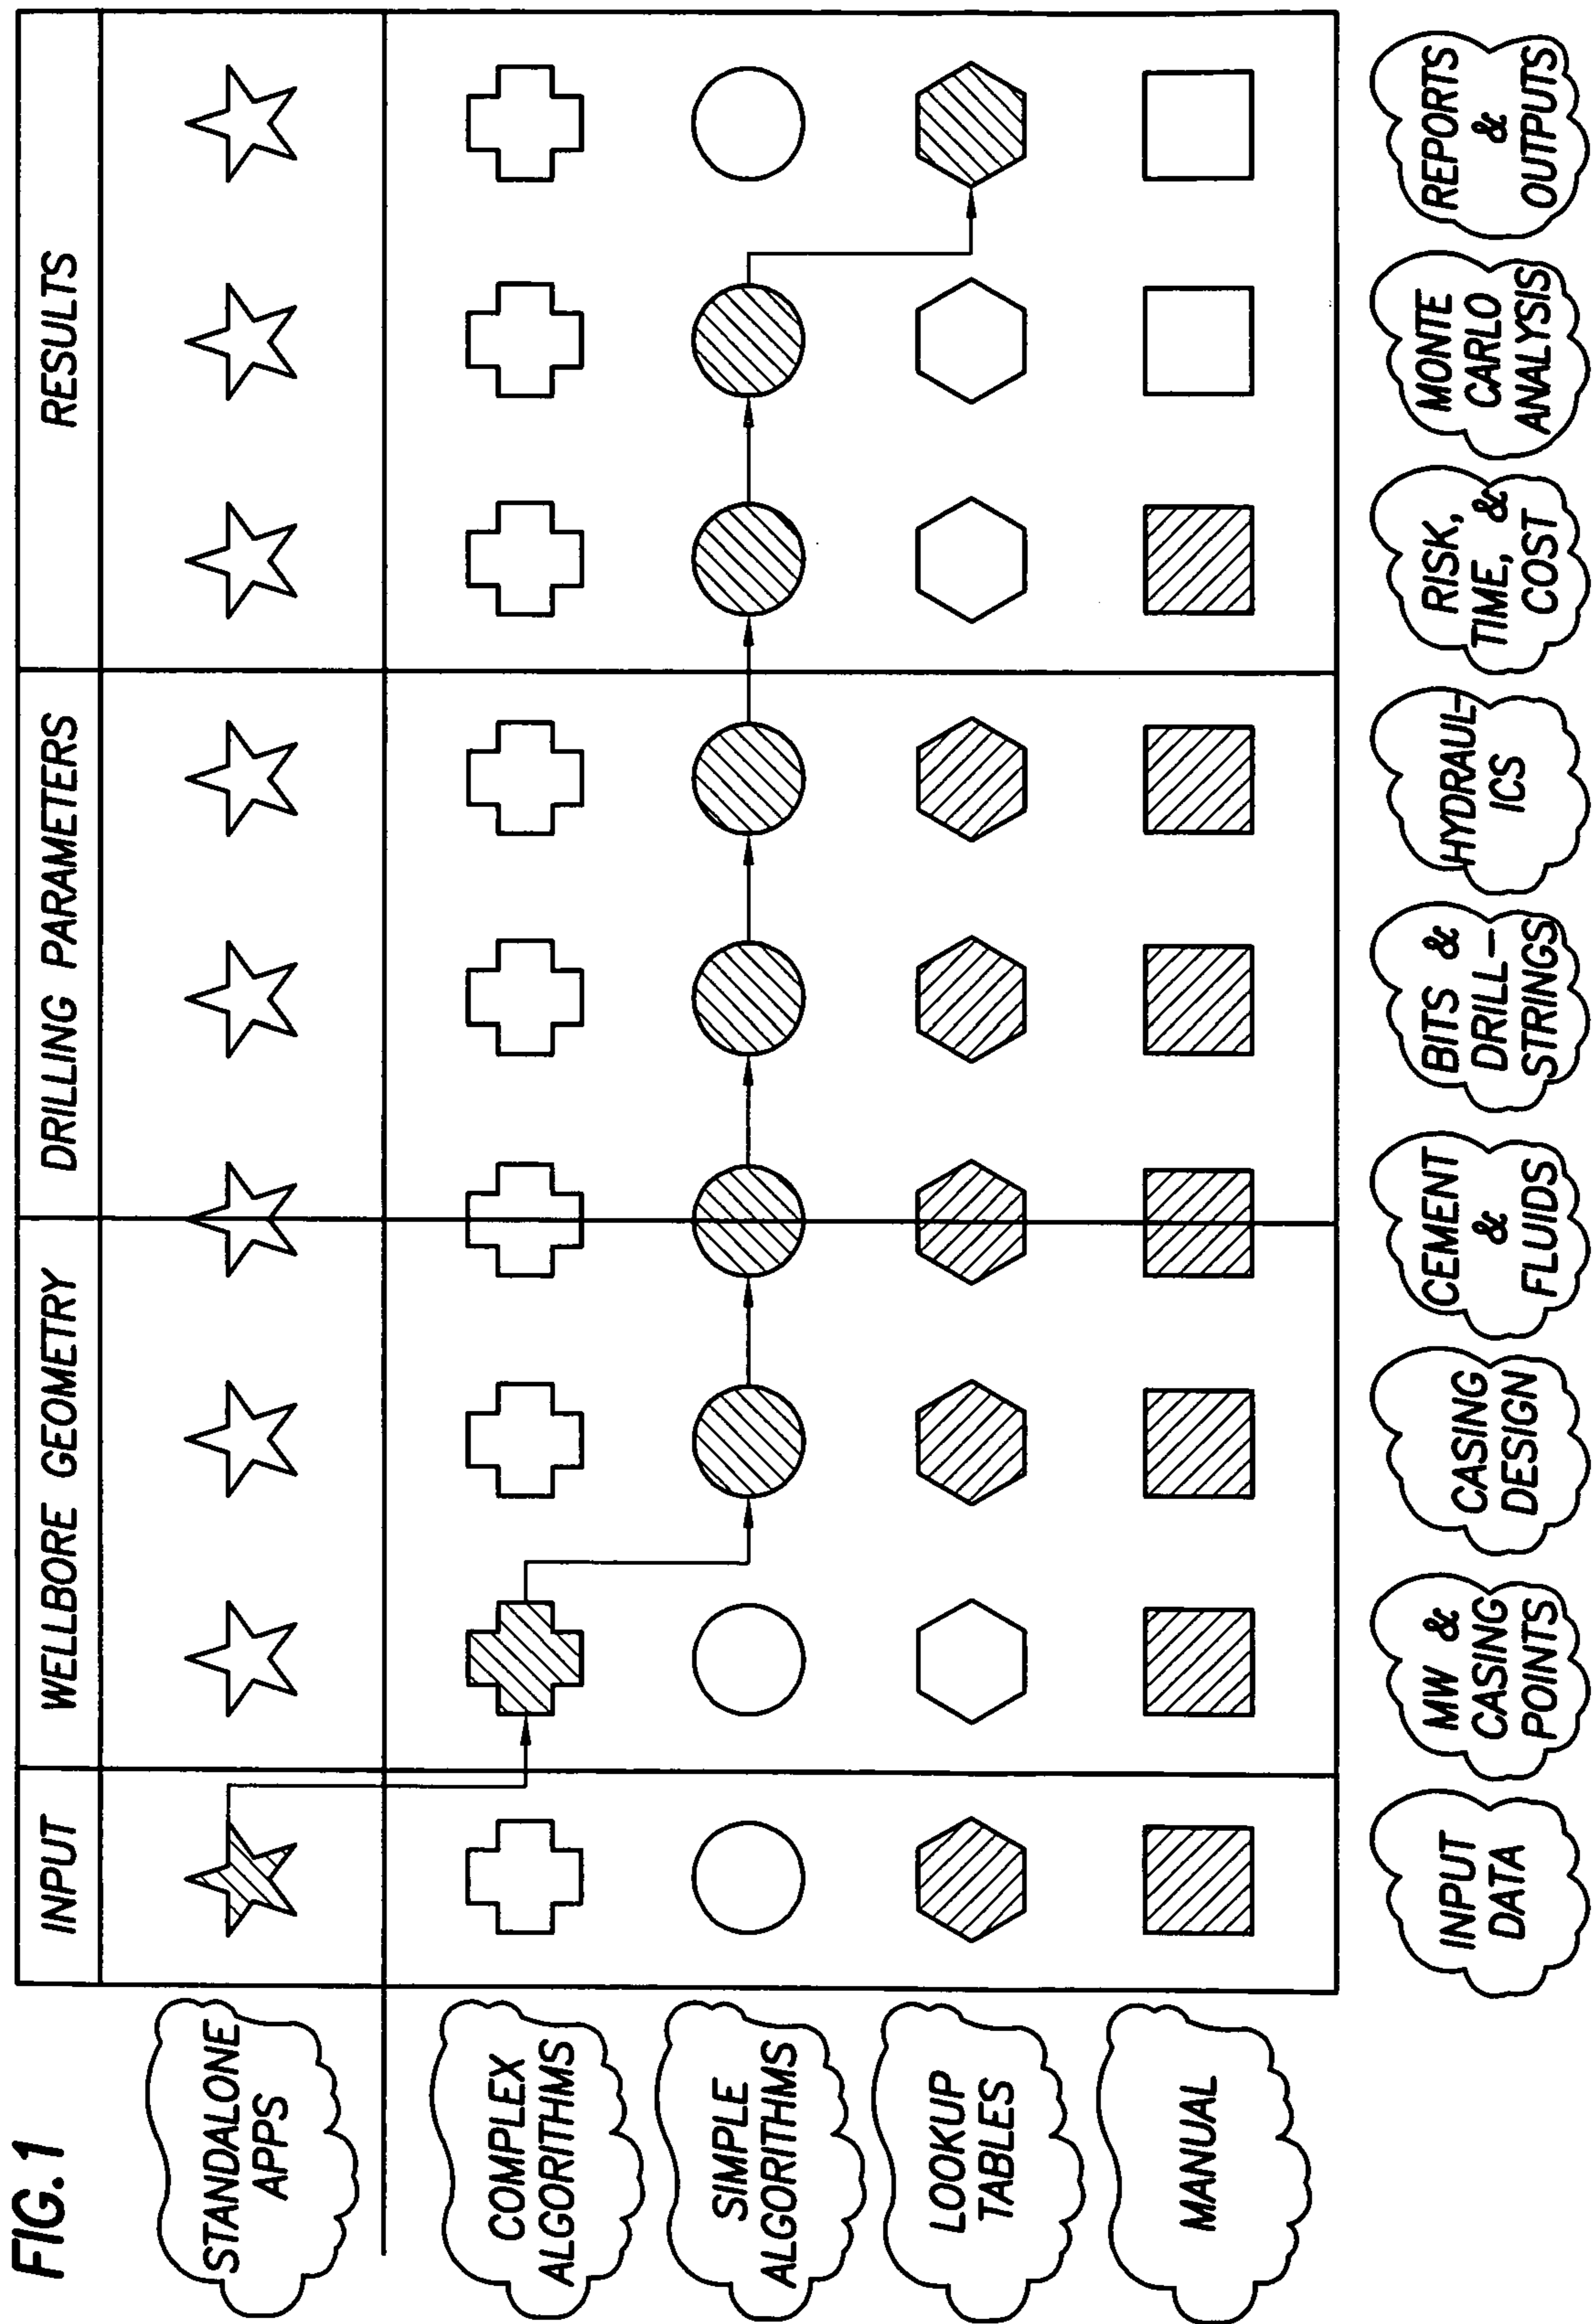 FIG.1
INPUT
WELLBORE GEOMETRY
DRILLING PARAMETERS
RESULTS
STANDALONE
APPS
COMPLEX
ALGORITHMS
SIMPLE
ALGORITHMS
LOOKUP
TABLES
MANUAL
INPUT
DATA
MW &
CASING
POINTS
CASING
DESIGN
CEMENT
&
FLUIDS
BITS &
DRILL-
STRINGS
HYDRAUL-
ICS
RISK,
TIME, &
COST
MONTE
CARLO
ANALYSIS
REPORTS
&
OUTPUTS